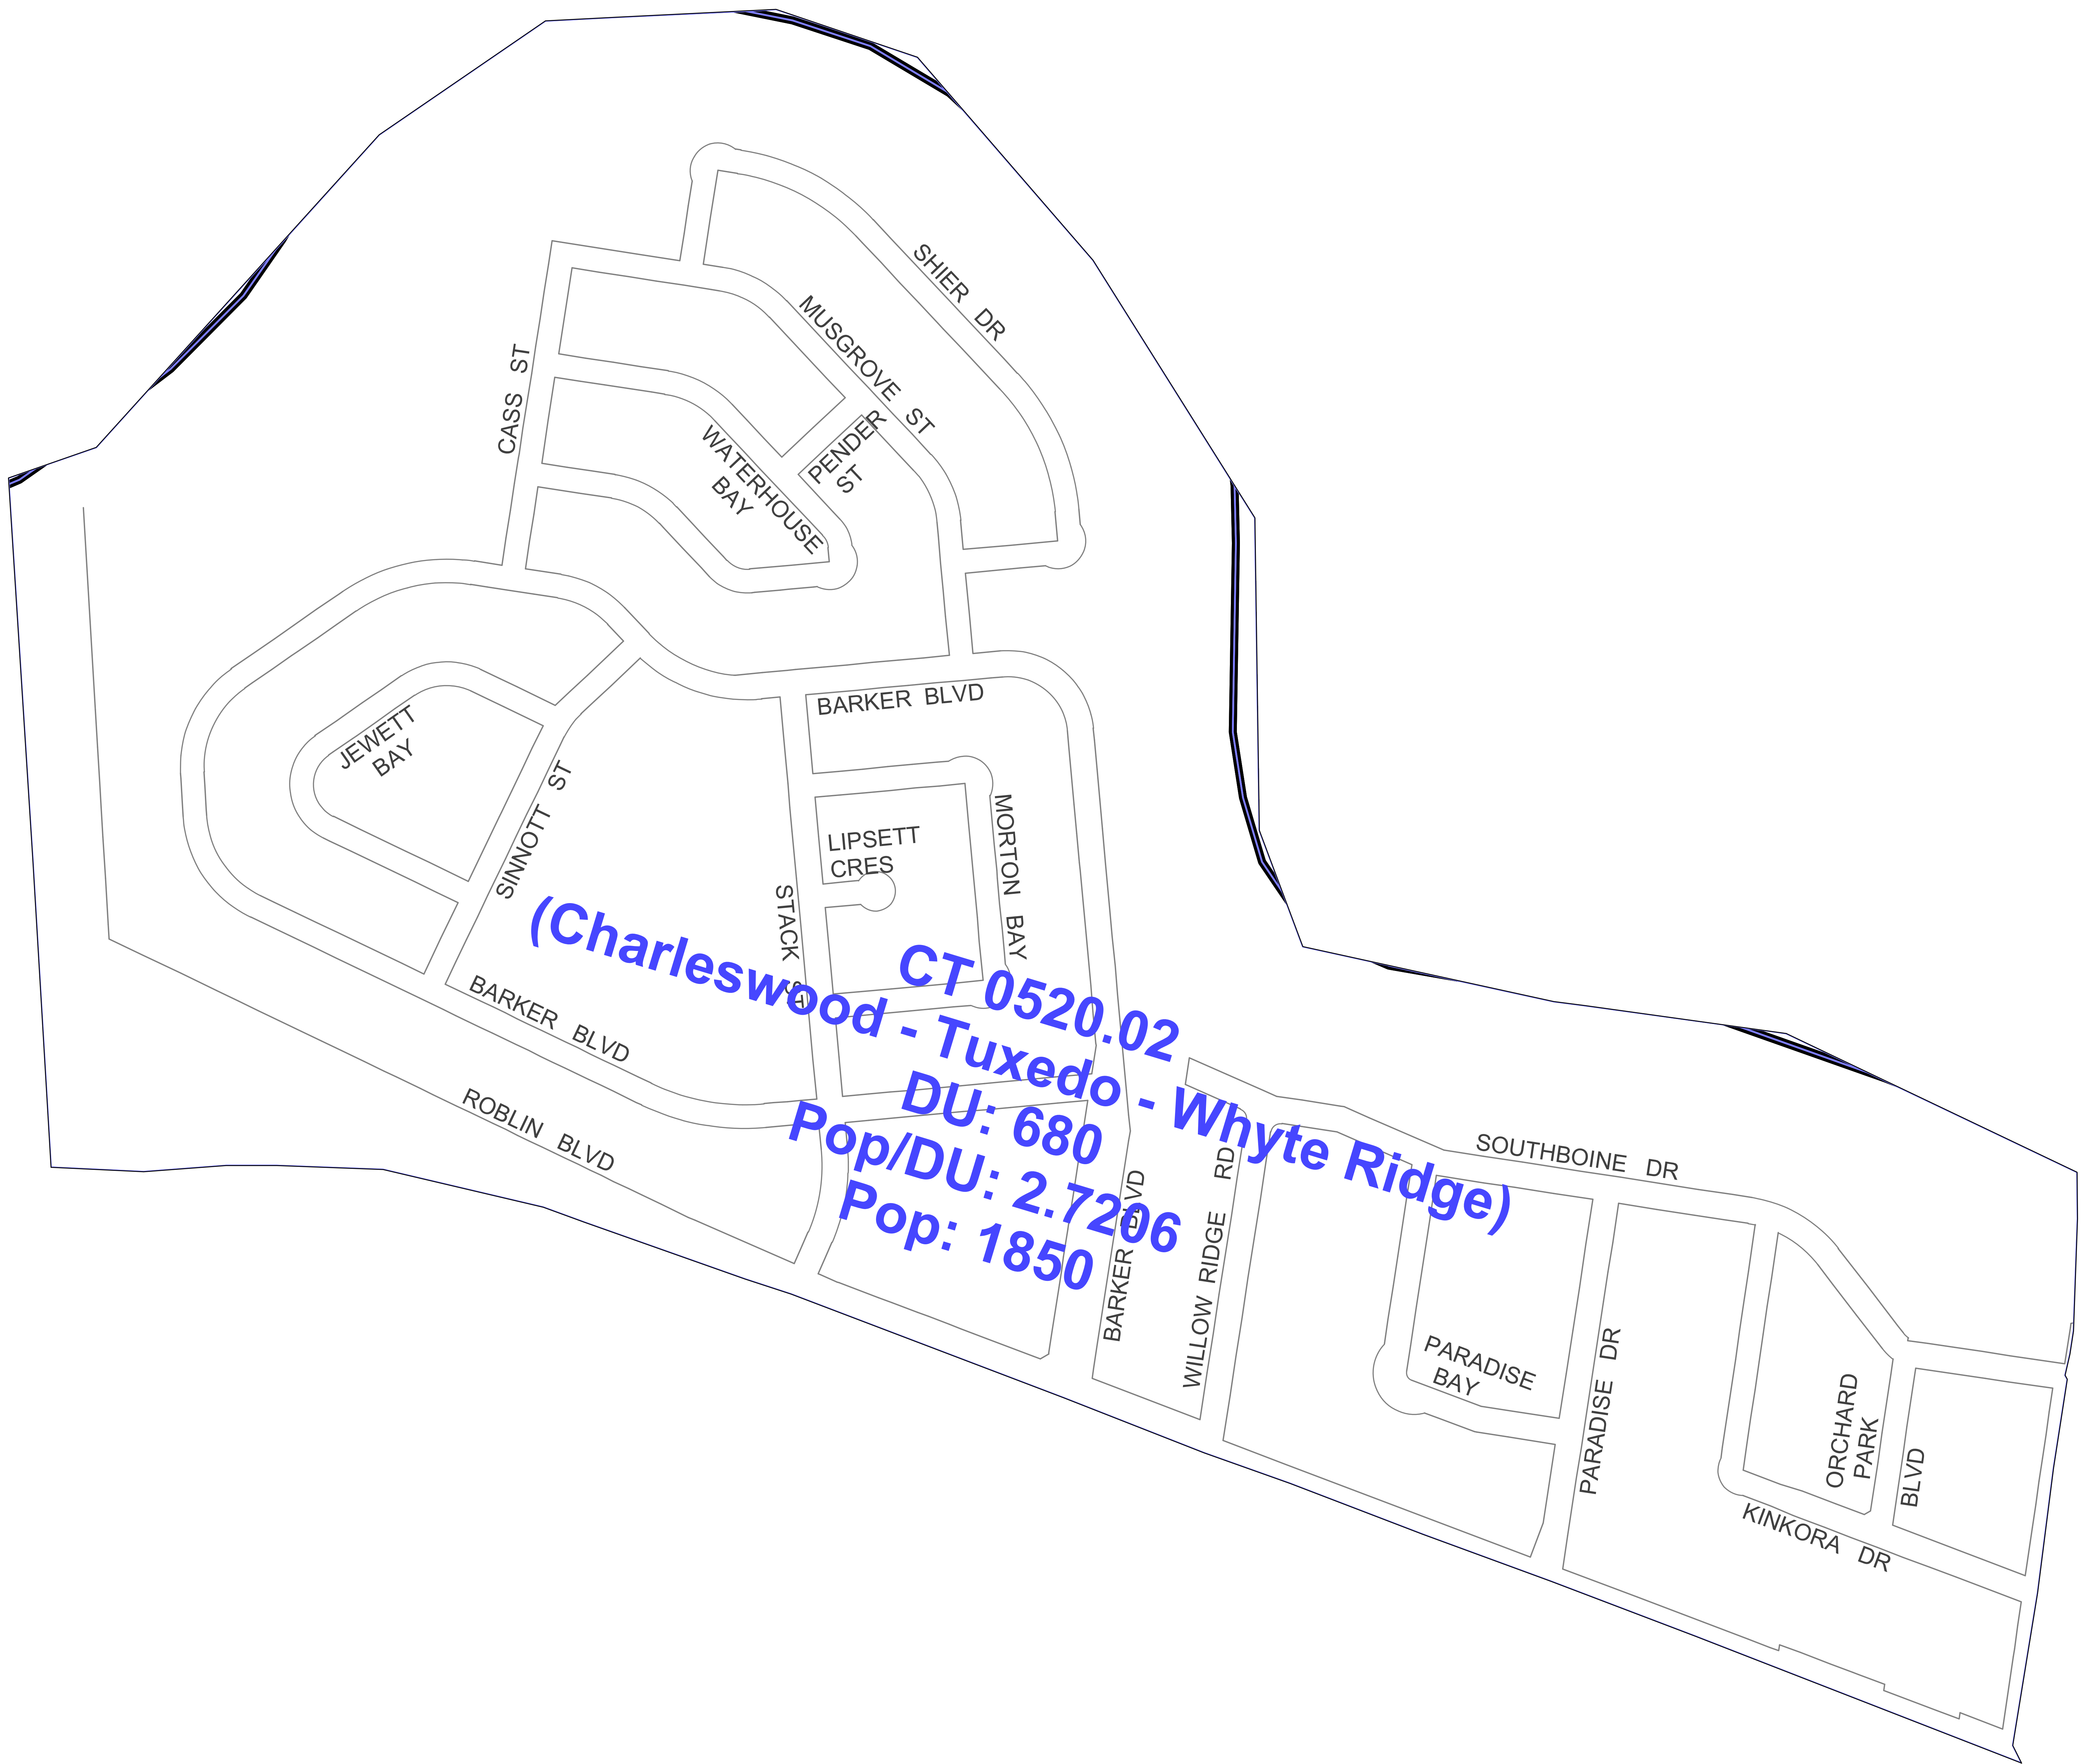 SHIER DR
MUSGROVE ST
CASS ST
PENDER
ST
WATERHOUSE
BAY
BARKER BLVD
JEWETT
BAY
SINNOTT ST
LIPSETT
CRES
MORTON BAY
STACK ST
CT 0520.02
(Charleswood - Tuxedo - Whyte Ridge)
DU: 680
Pop/DU: 2.7206
Pop: 1850
BARKER BLVD
ROBLIN BLVD
BARKER BLVD
WILLOW RIDGE RD
SOUTHBOINE DR
PARADISE
BAY
PARADISE DR
ORCHARD
PARK
BLVD
KINKORA DR